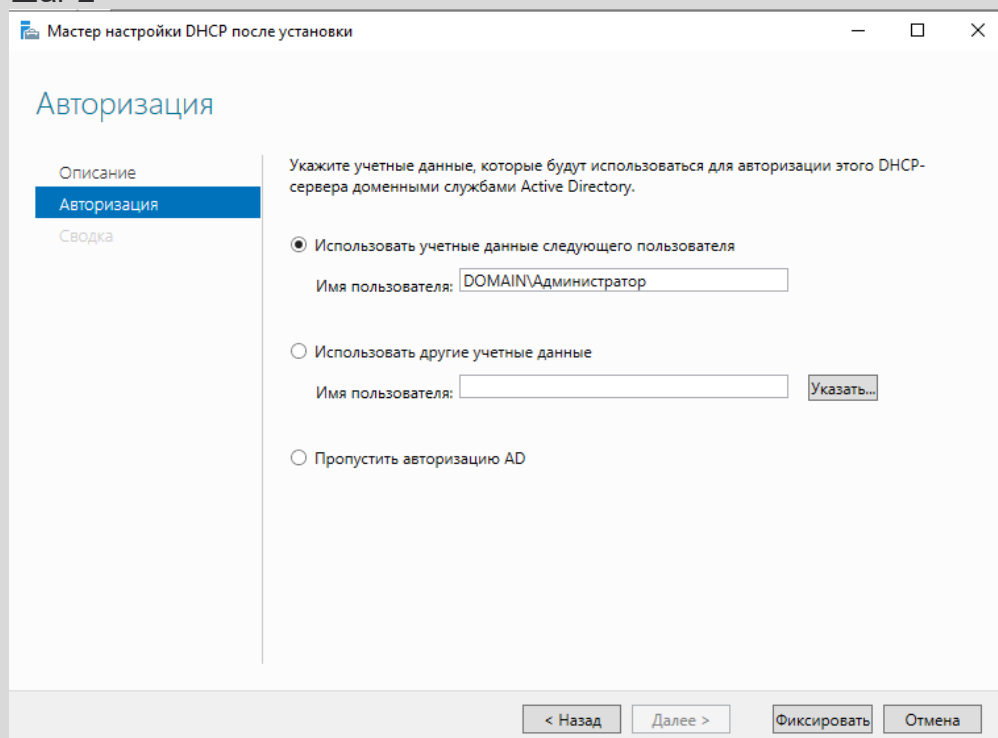 Мастер настройки DHCP после установки
Авторизация
Описание
Авторизация
Сводка
Укажите учетные данные, которые будут использоваться для авторизации этого DHCP-
сервера доменными службами Active Directory.
Использовать учетные данные следующего пользователя
Имя пользователя: DOMAIN\Администратор
Использовать другие учетные данные
Имя пользователя:
Указать...
Пропустить авторизацию AD
< Назад
Далее >
Фиксировать
Отмена